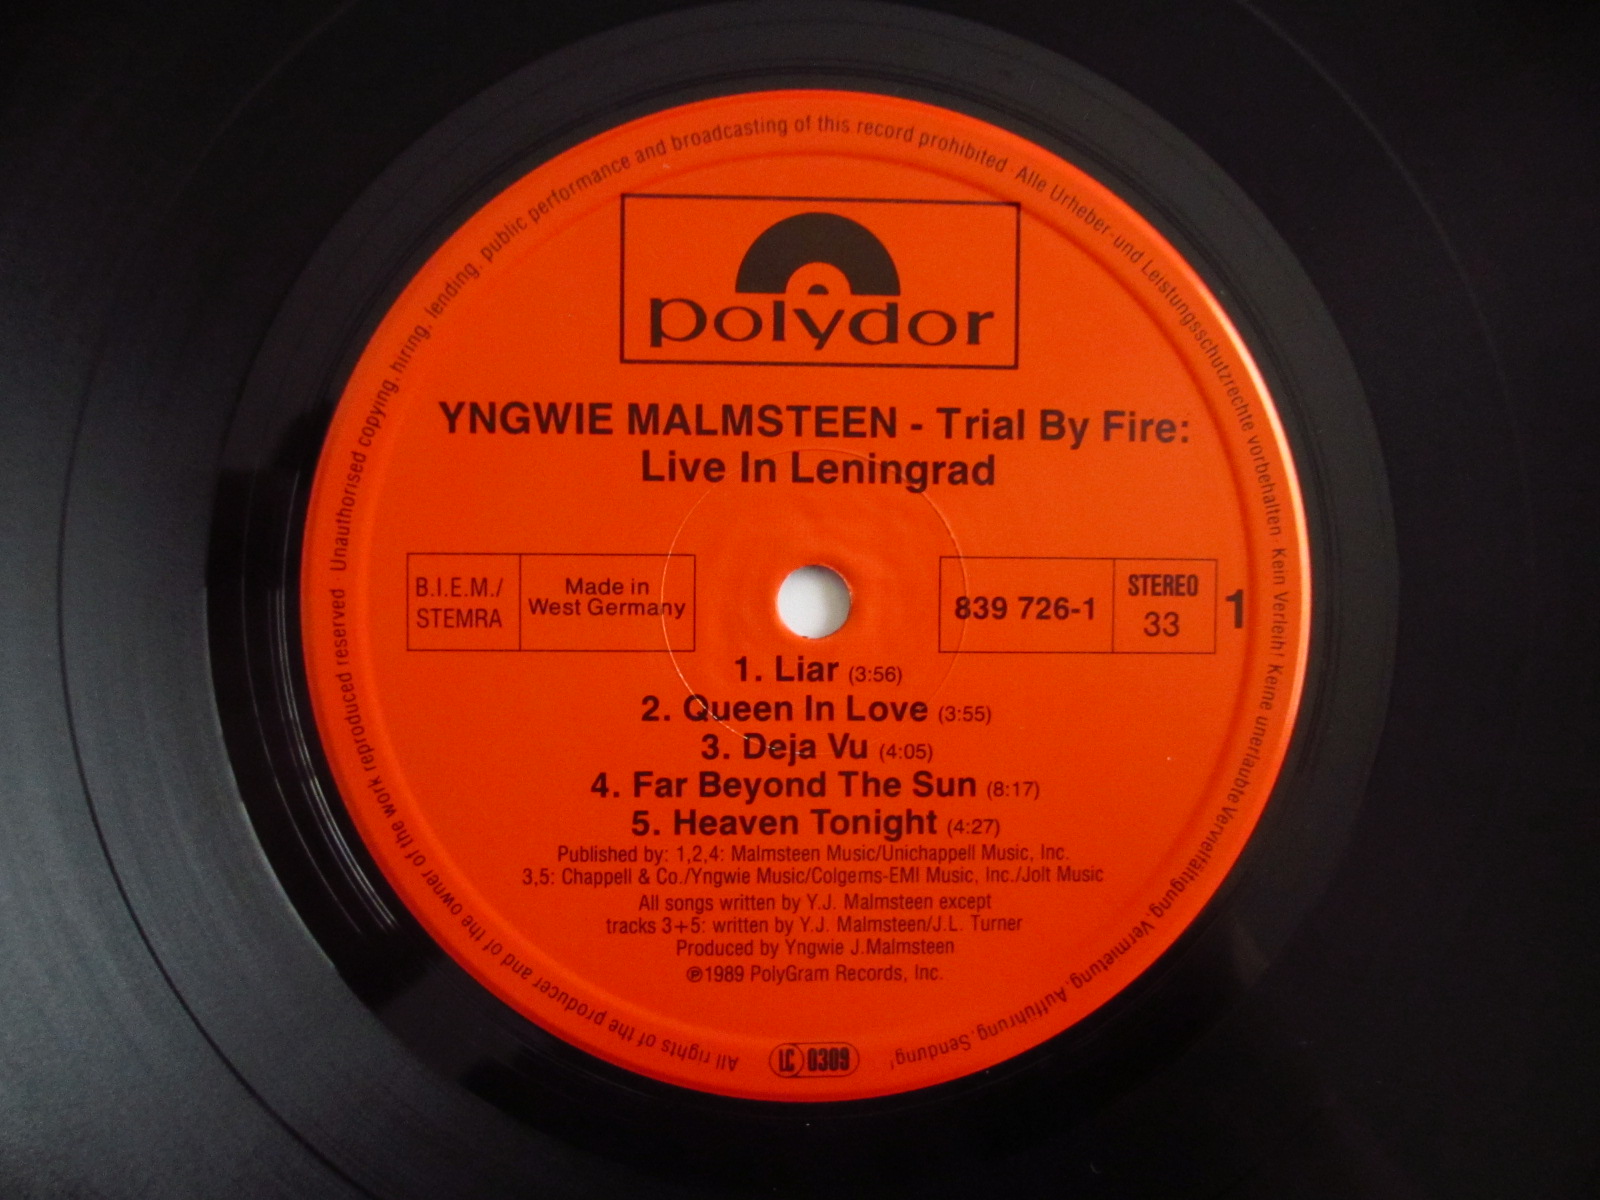 Unauthorised copying, hiring, lending, public performance and broadcasting of this record prohibited · Alle Urheber- und Leistungsschutzrechte vorbehalten Kein Verleih! Keine unerlaubte Vervielfältigung, Vermietung, Aufführung, Sendung!
polydor
YNGWIE MALMSTEEN - Trial By Fire:
Live In Leningrad
B.I.E.M./
STEMRA
Made in
West Germany
839 726-1
STEREO
33
1
1. Liar (3:56)
2. Queen In Love (3:55)
3. Deja Vu (4:05)
4. Far Beyond The Sun (8:17)
5. Heaven Tonight (4:27)
Published by: 1,2,4: Malmsteen Music/Unichappell Music, Inc.
3,5: Chappell & Co./Yngwie Music/Colgems-EMI Music, Inc./Jolt Music
All songs written by Y.J. Malmsteen except
tracks 3+5: written by Y.J. Malmsteen/J.L. Turner
Produced by Yngwie J.Malmsteen
℗1989 PolyGram Records, Inc.
All rights of the producer and of the owner of the work reproduced reserved
LC 0309